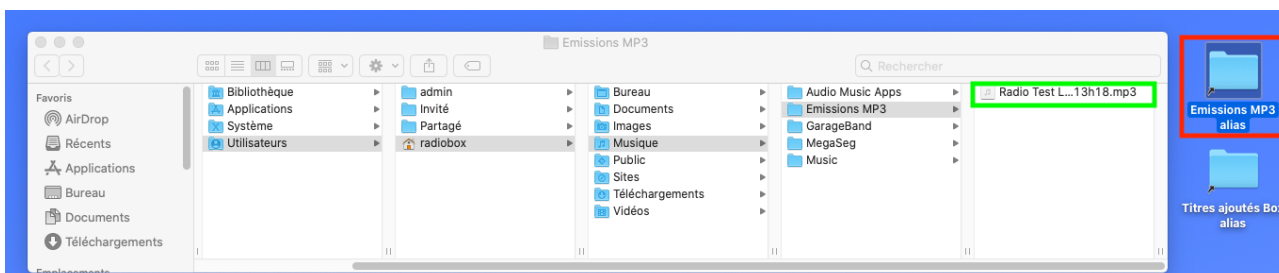 Emissions MP3
Rechercher
Favoris
AirDrop
Récents
Applications
Bureau
Documents
Téléchargements
Emplacements
Bibliothèque
Applications
Système
Utilisateurs
admin
Invité
Partagé
radiobox
Bureau
Documents
Images
Musique
Public
Sites
Téléchargements
Vidéos
Audio Music Apps
Emissions MP3
GarageBand
MegaSeg
Music
Radio Test L...13h18.mp3
Emissions MP3
alias
Titres ajoutés Bo
alias